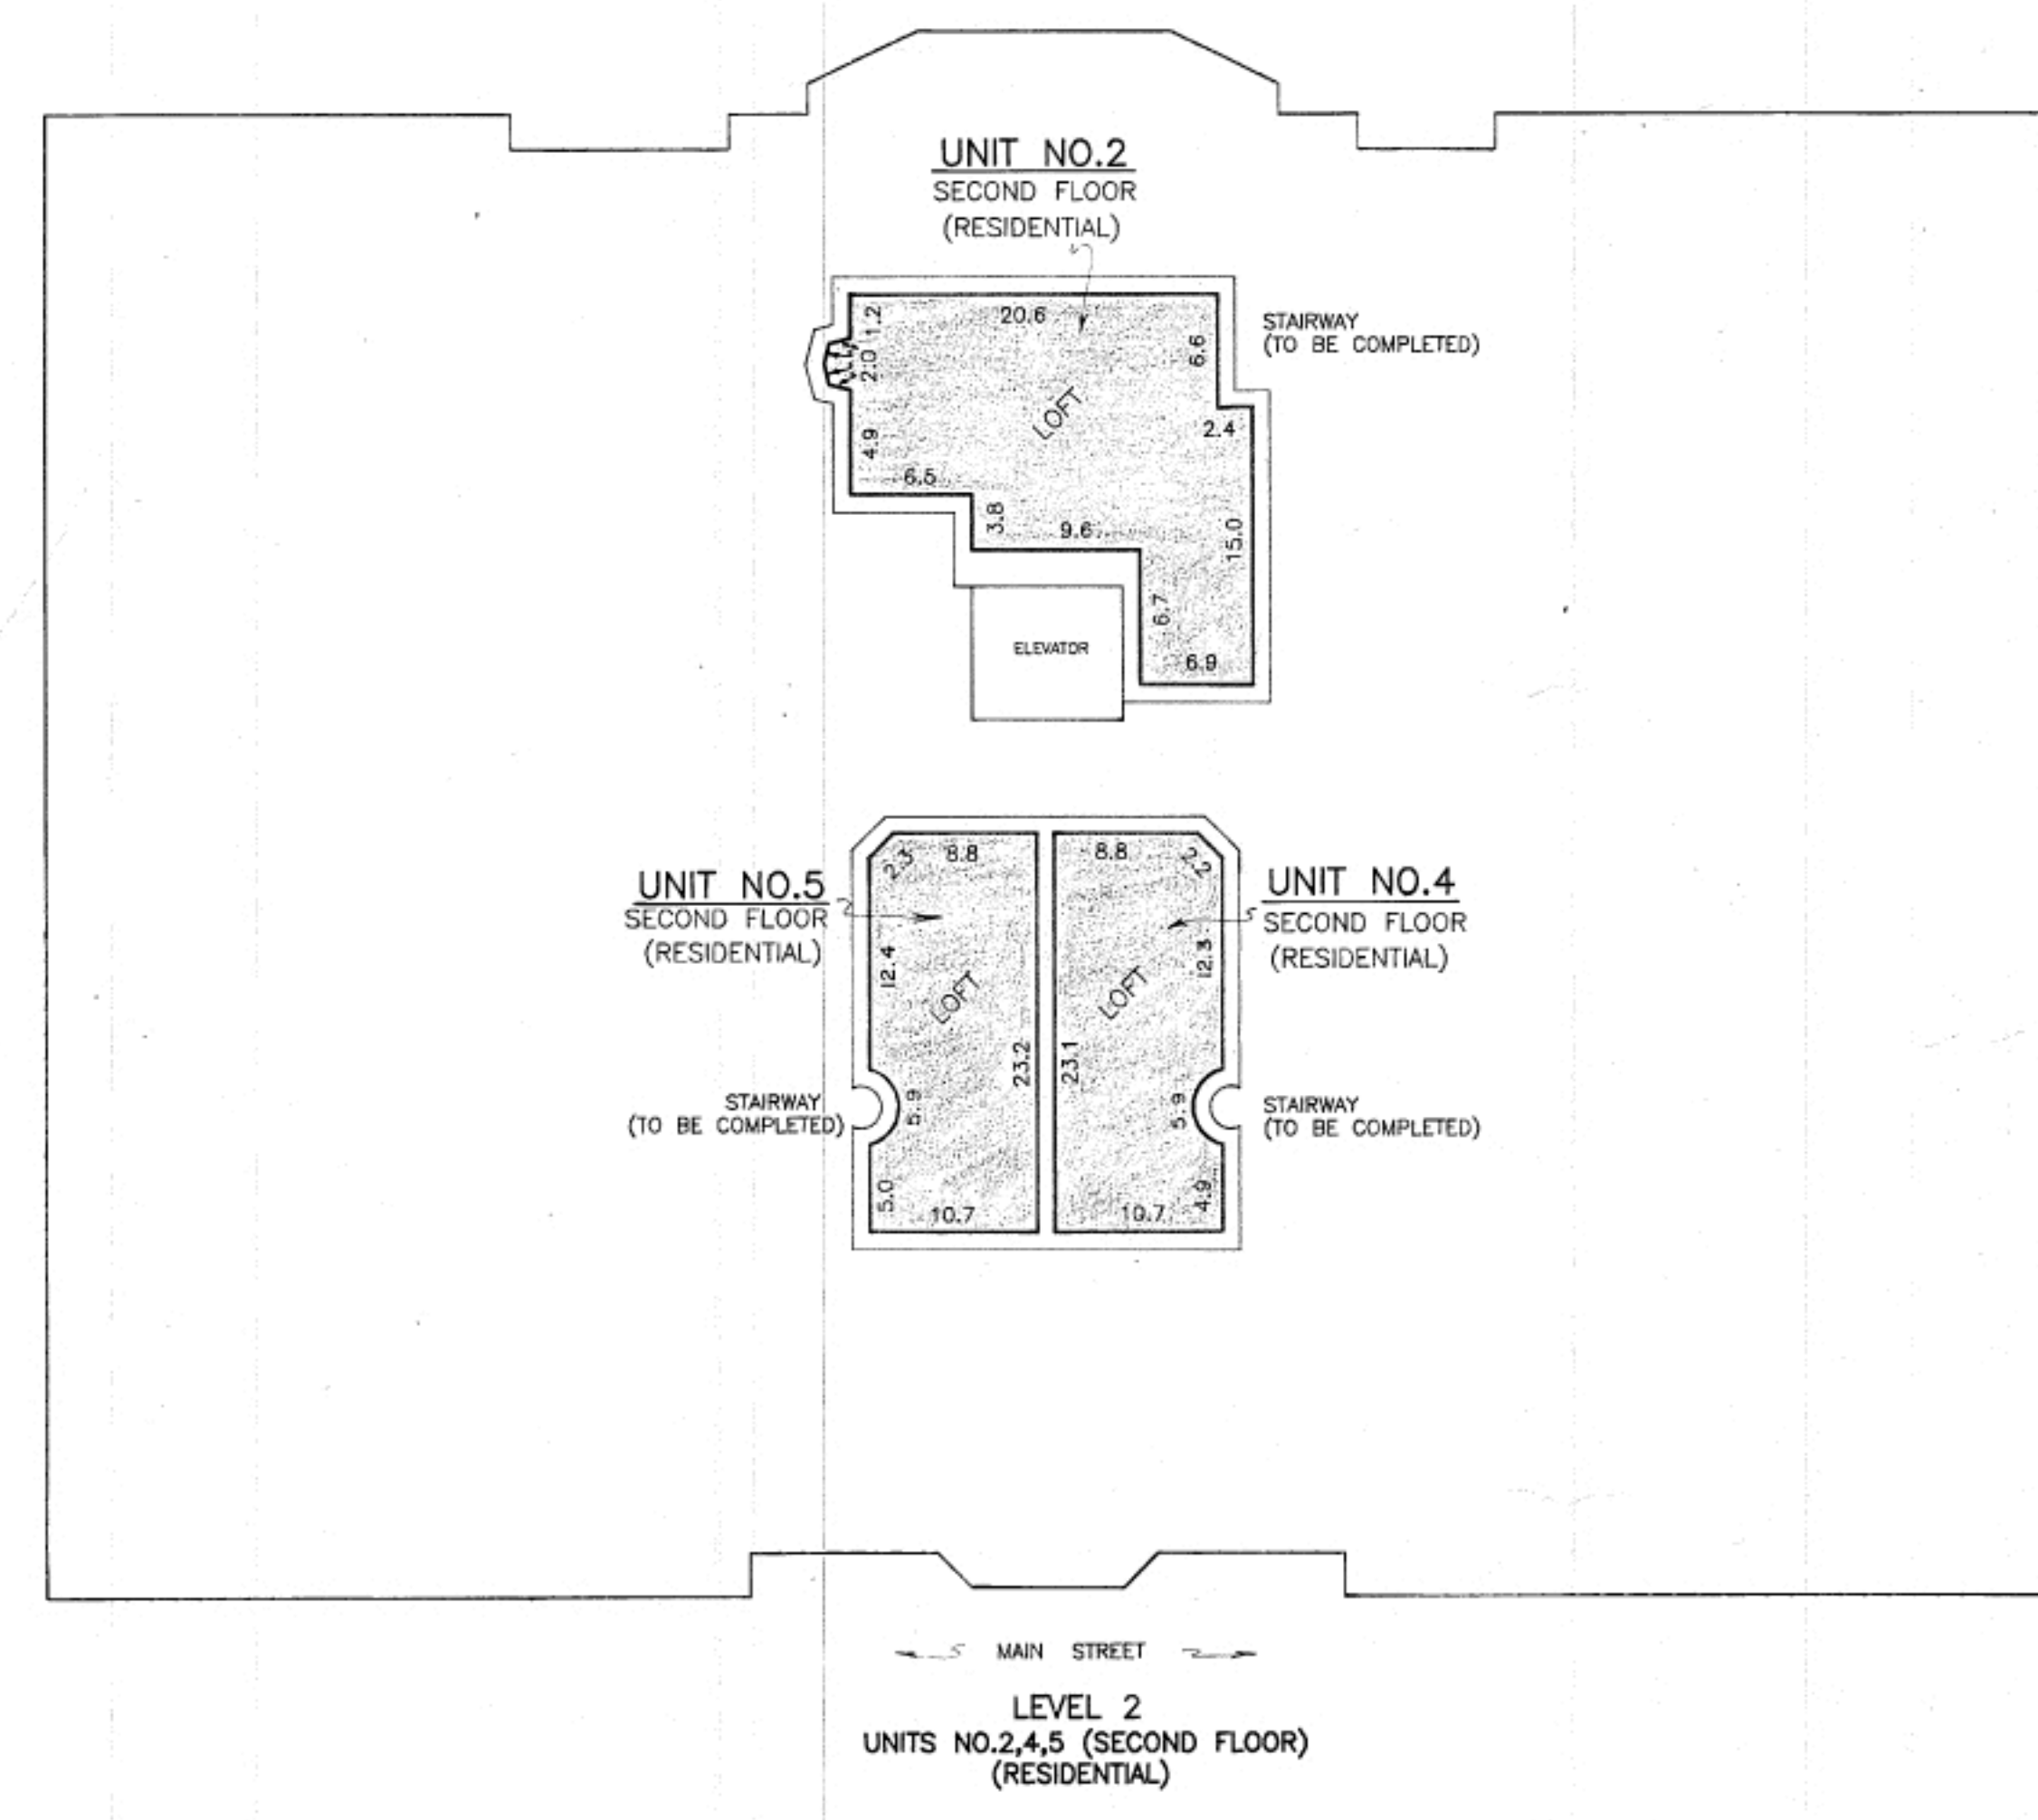 UNIT NO.2
SECOND FLOOR
(RESIDENTIAL)
20.6
1.2
2.0
4.9
6.6
STAIRWAY
(TO BE COMPLETED)
LOFT
2.4
6.5
3.8
9.6
15.0
6.7
6.9
ELEVATOR
UNIT NO.5
SECOND FLOOR
(RESIDENTIAL)
2.3
8.8
12.4
LOFT
23.2
5.9
5.0
10.7
STAIRWAY
(TO BE COMPLETED)
8.8
2.2
UNIT NO.4
SECOND FLOOR
(RESIDENTIAL)
12.3
LOFT
23.1
5.9
4.9
10.7
STAIRWAY
(TO BE COMPLETED)
MAIN STREET
LEVEL 2
UNITS NO.2,4,5 (SECOND FLOOR)
(RESIDENTIAL)